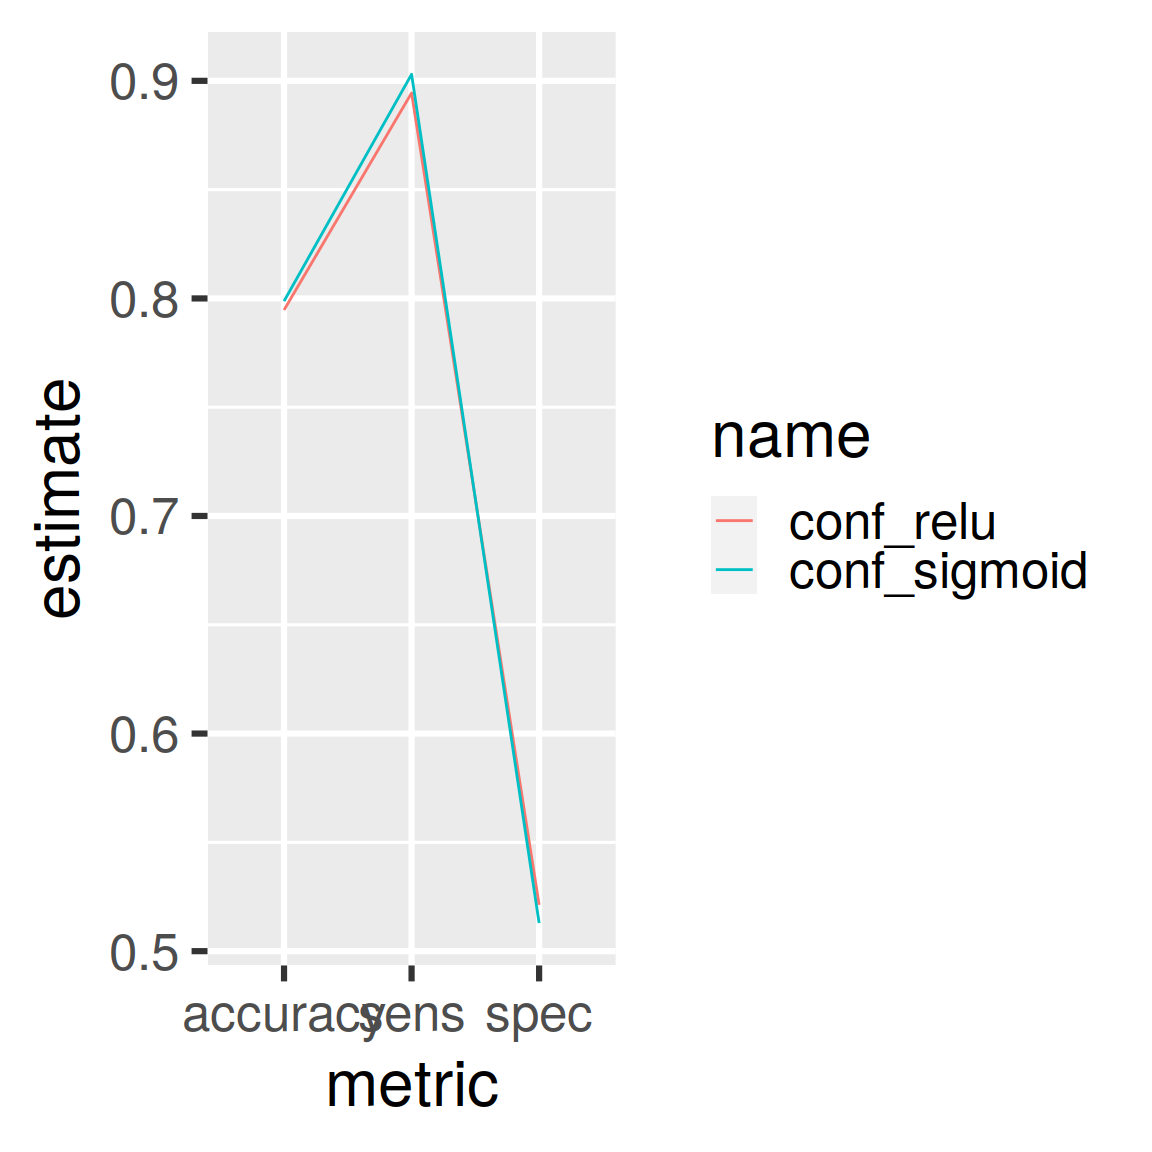 estimate
0.9
0.8
0.7
0.6
0.5
accuracy sens spec
metric
name
conf_relu
conf_sigmoid